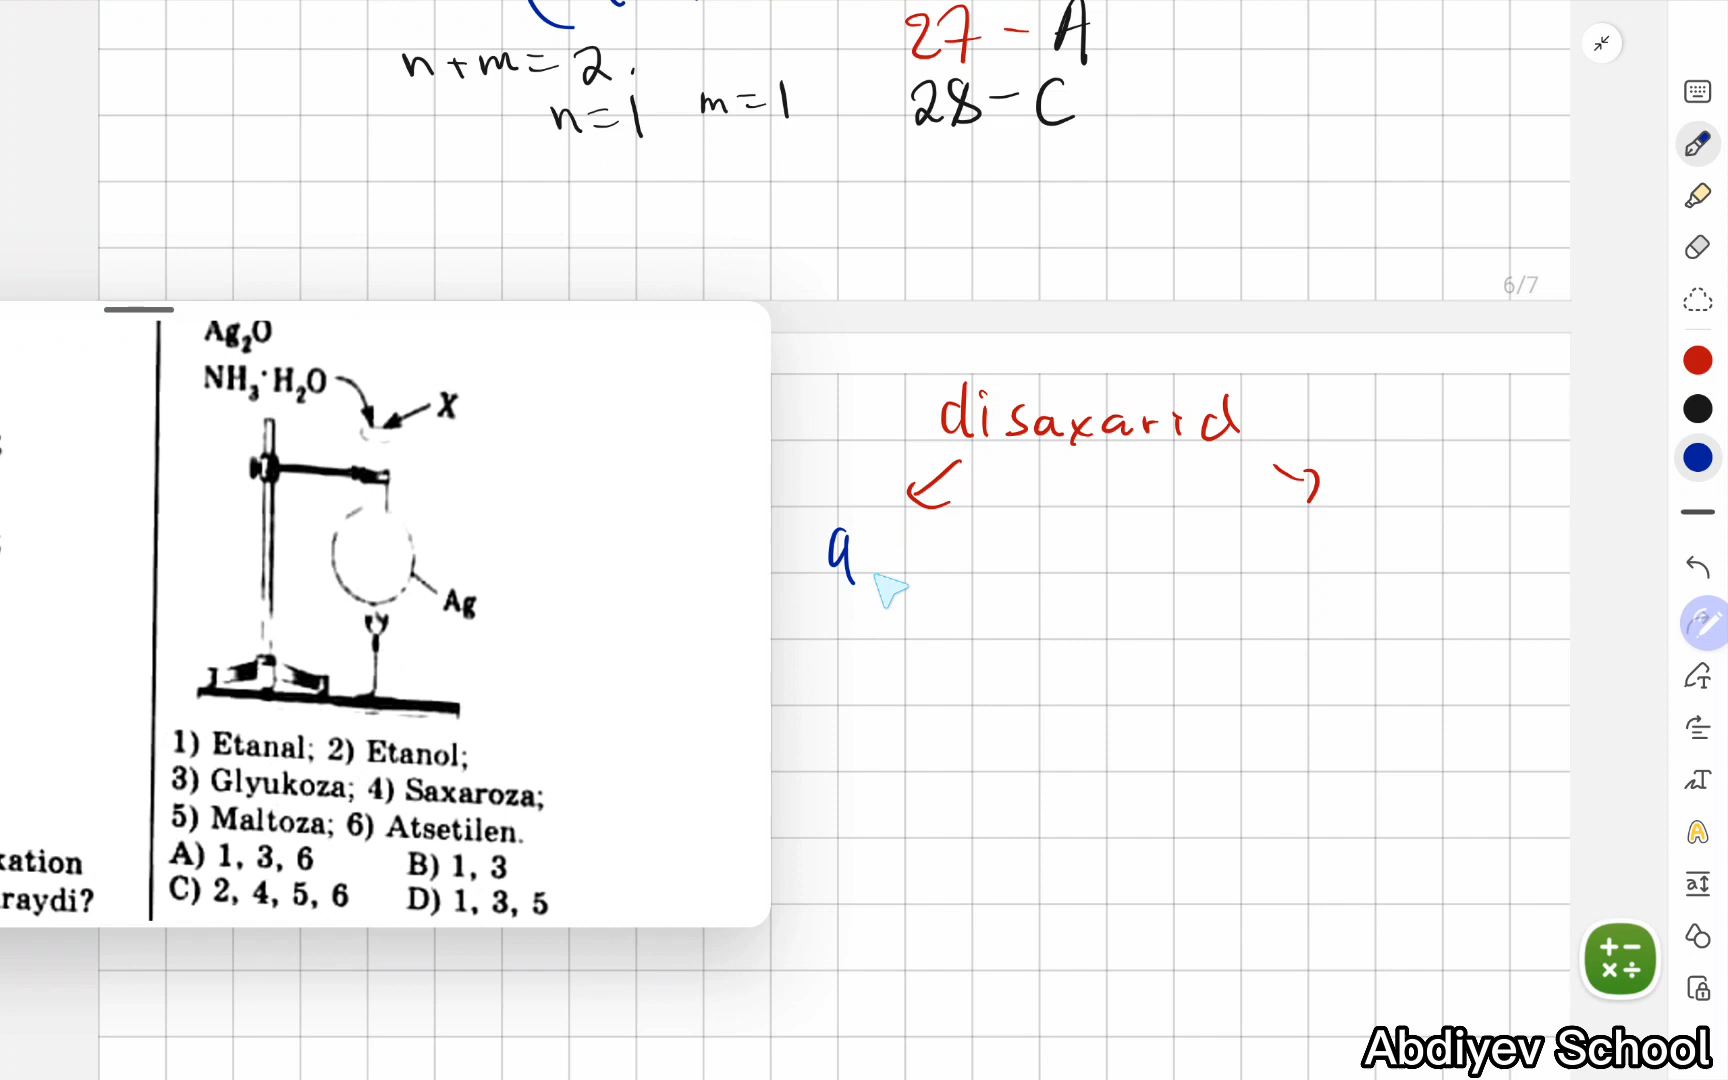 n+m=2.
n=1 m=1
27-A
28-C
6/7
Ag₂O
NH₃·H₂O
X
Ag
1) Etanal; 2) Etanol;
3) Glyukoza; 4) Saxaroza;
5) Maltoza; 6) Atsetilen.
A) 1, 3, 6 B) 1, 3
C) 2, 4, 5, 6 D) 1, 3, 5
raydi?
disaxarid
q
Abdiyev School